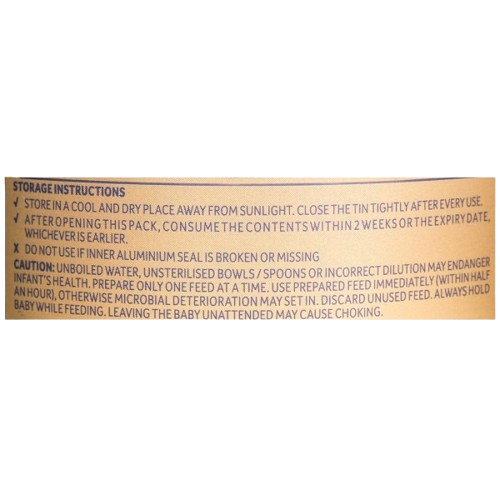 STORAGE INSTRUCTIONS
√ STORE IN A COOL AND DRY PLACE AWAY FROM SUNLIGHT. CLOSE THE TIN TIGHTLY AFTER EVERY USE.
√ AFTER OPENING THIS PACK, CONSUME THE CONTENTS WITHIN 2 WEEKS OR THE EXPIRY DATE,
WHICHEVER IS EARLIER.
X DO NOT USE IF INNER ALUMINIUM SEAL IS BROKEN OR MISSING
CAUTION: UNBOILED WATER, UNSTERILISED BOWLS / SPOONS OR INCORRECT DILUTION MAY ENDANGER
INFANT'S HEALTH. PREPARE ONLY ONE FEED AT A TIME. USE PREPARED FEED IMMEDIATELY (WITHIN HALF
AN HOUR), OTHERWISE MICROBIAL DETERIORATION MAY SET IN. DISCARD UNUSED FEED. ALWAYS HOLD
BABY WHILE FEEDING. LEAVING THE BABY UNATTENDED MAY CAUSE CHOKING.